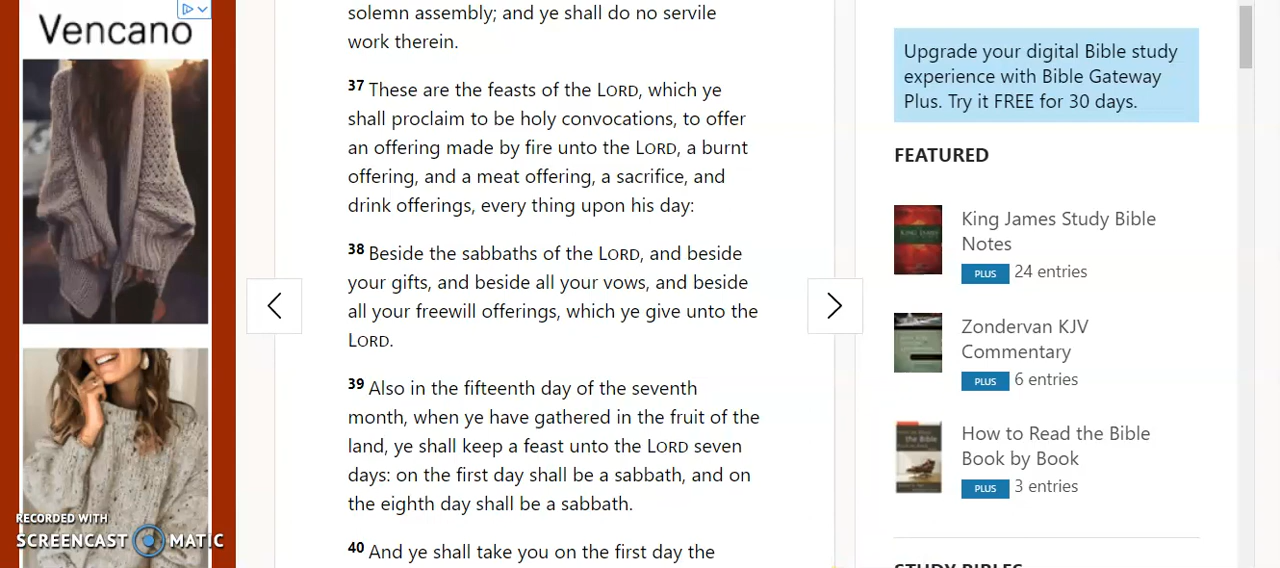 Vencano
solemn assembly; and ye shall do no servile
work therein.
37 These are the feasts of the LORD, which ye
shall proclaim to be holy convocations, to offer
an offering made by fire unto the LORD, a burnt
offering, and a meat offering, a sacrifice, and
drink offerings, every thing upon his day:
38 Beside the sabbaths of the LORD, and beside
your gifts, and beside all your vows, and beside
all your freewill offerings, which ye give unto the
LORD.
39 Also in the fifteenth day of the seventh
month, when ye have gathered in the fruit of the
land, ye shall keep a feast unto the LORD seven
days: on the first day shall be a sabbath, and on
the eighth day shall be a sabbath.
40 And ye shall take you on the first day the
Upgrade your digital Bible study
experience with Bible Gateway
Plus. Try it FREE for 30 days.
FEATURED
King James Study Bible
Notes
PLUS 24 entries
Zondervan KJV
Commentary
PLUS 6 entries
How to Read the Bible
Book by Book
PLUS 3 entries
STUDY BIBLES
RECORDED WITH
SCREENCAST MATIC